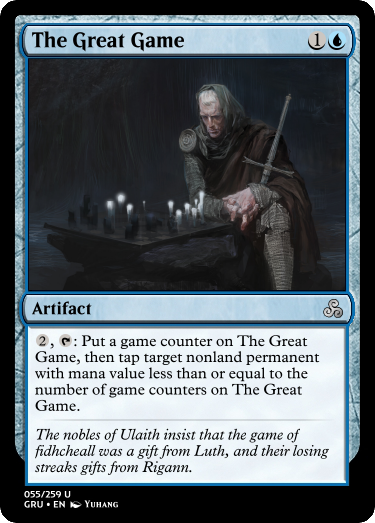 The Great Game 1
Artifact
2, : Put a game counter on The Great
Game, then tap target nonland permanent
with mana value less than or equal to the
number of game counters on The Great
Game.
The nobles of Ulaith insist that the game of
fidhcheall was a gift from Luth, and their losing
streaks gifts from Rigann.
055/259 U
GRU • EN Yuhang